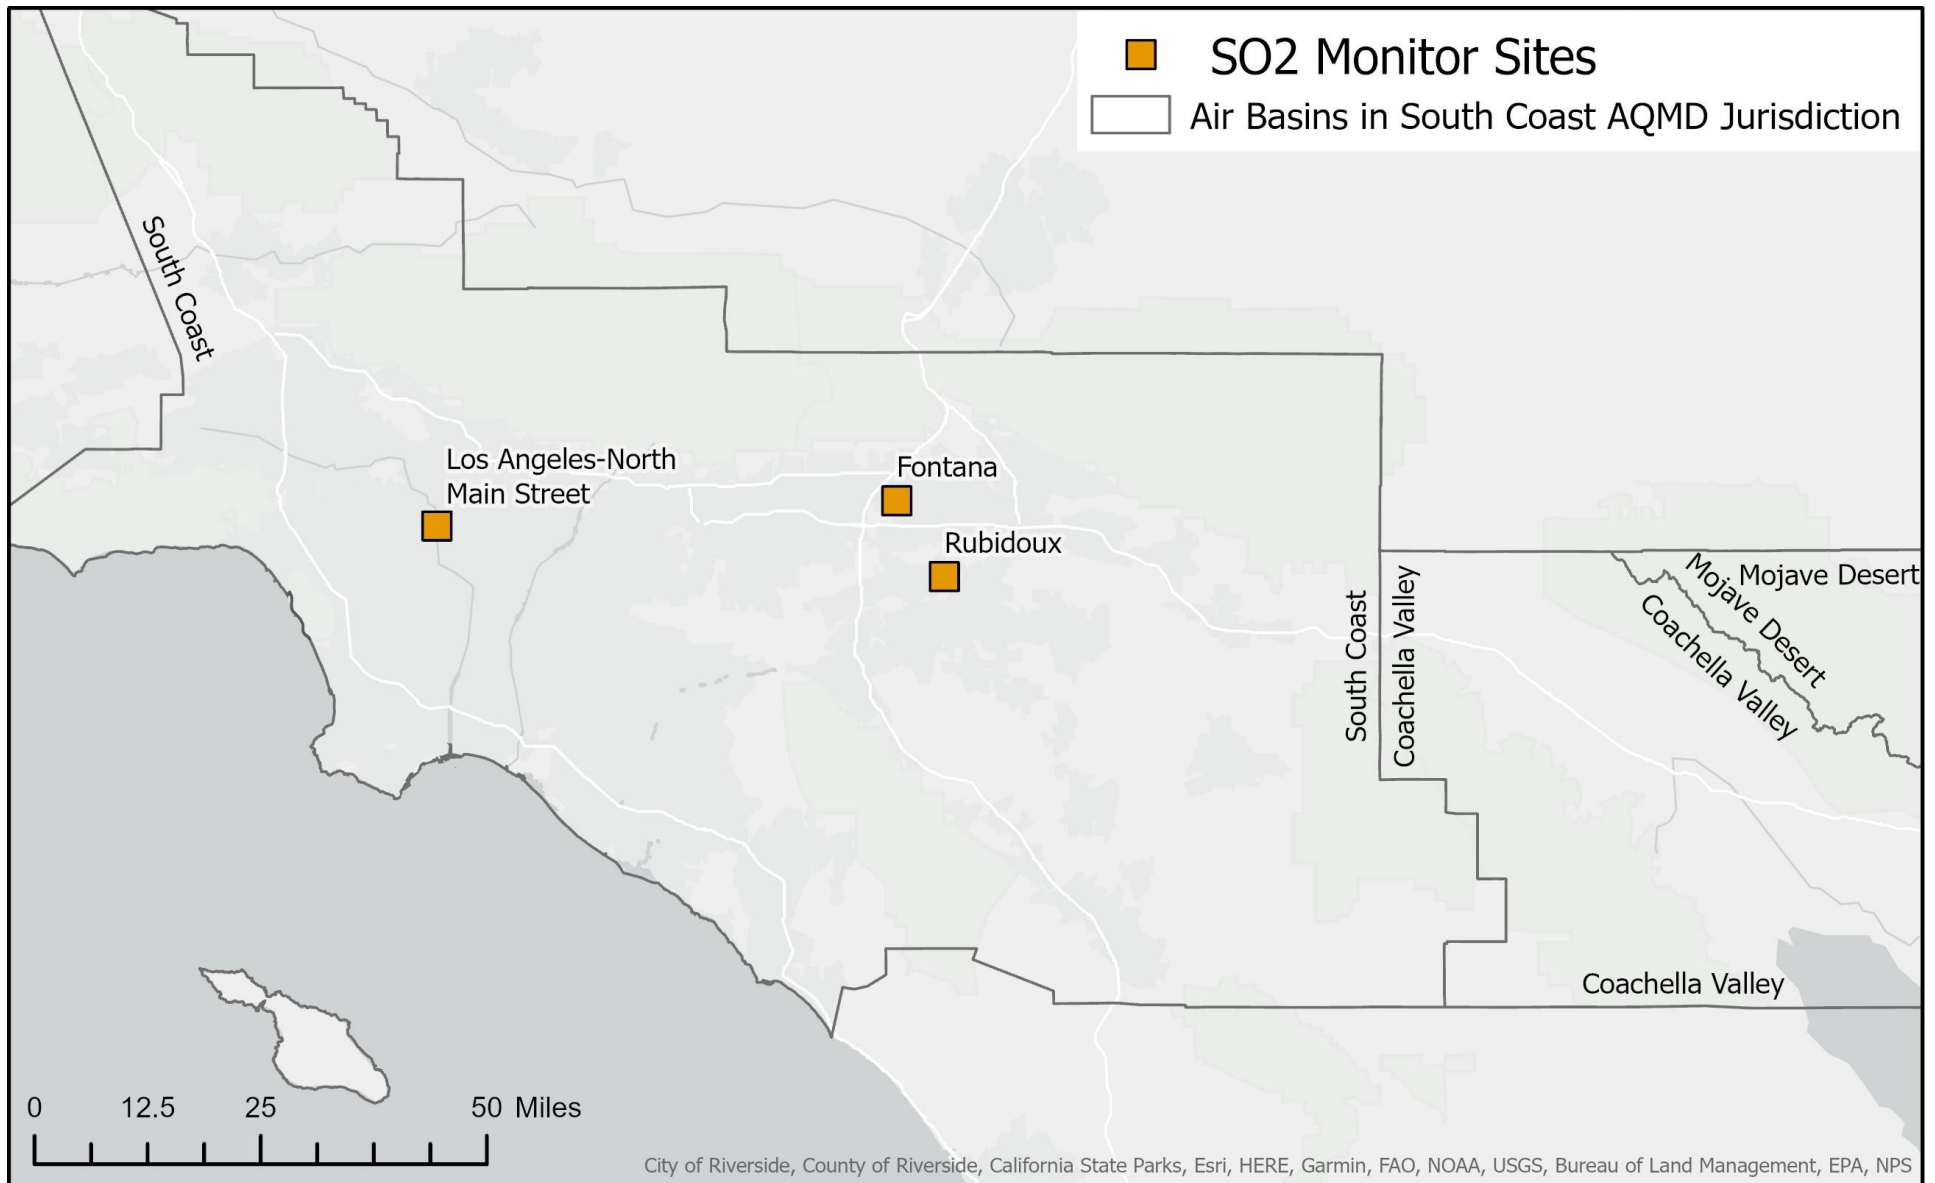 SO2 Monitor Sites
Air Basins in South Coast AQMD Jurisdiction
South Coast
Los Angeles-North
Main Street
Fontana
Rubidoux
South Coast
Coachella Valley
Mojave Desert
Mojave Desert
Coachella Valley
Coachella Valley
0 12.5 25 50 Miles
City of Riverside, County of Riverside, California State Parks, Esri, HERE, Garmin, FAO, NOAA, USGS, Bureau of Land Management, EPA, NPS